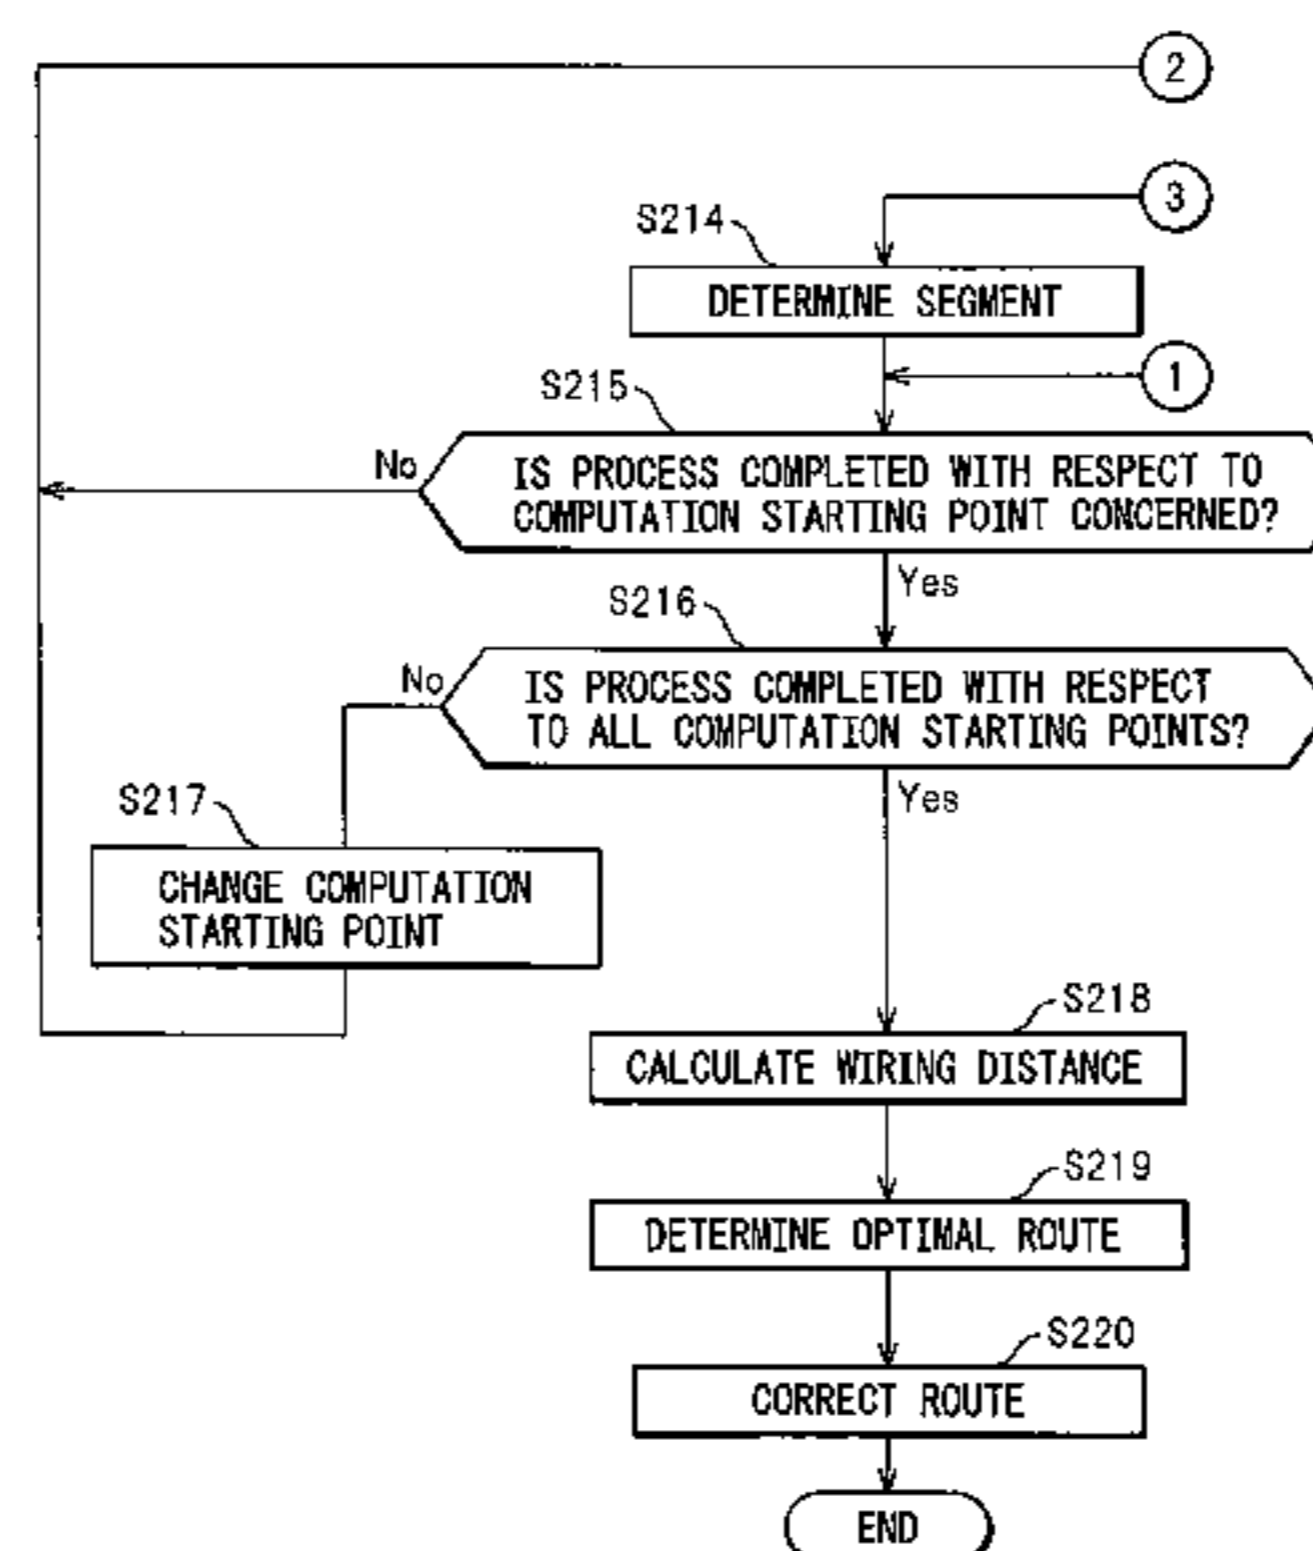 2
3
S214
DETERMINE SEGMENT
1
S215
No
IS PROCESS COMPLETED WITH RESPECT TO
COMPUTATION STARTING POINT CONCERNED?
Yes
S216
No
IS PROCESS COMPLETED WITH RESPECT
TO ALL COMPUTATION STARTING POINTS?
Yes
S217
CHANGE COMPUTATION
STARTING POINT
S218
CALCULATE WIRING DISTANCE
S219
DETERMINE OPTIMAL ROUTE
S220
CORRECT ROUTE
END